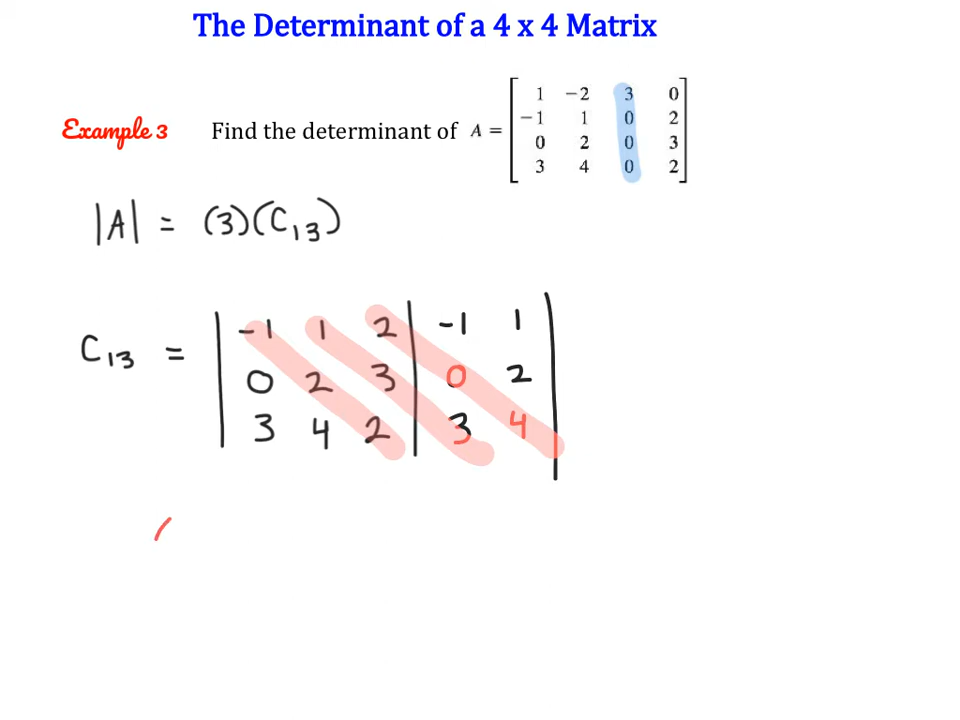 The Determinant of a 4 x 4 Matrix
Example 3 Find the determinant of A = [ 1 -2 3 0
-1 1 0 2
0 2 0 3
3 4 0 2 ]
|A| = (3)(C₁₃)
C₁₃ = | -1 1 2 | -1 1 |
0 2 3 | 0 2
3 4 2 | 3 4
(